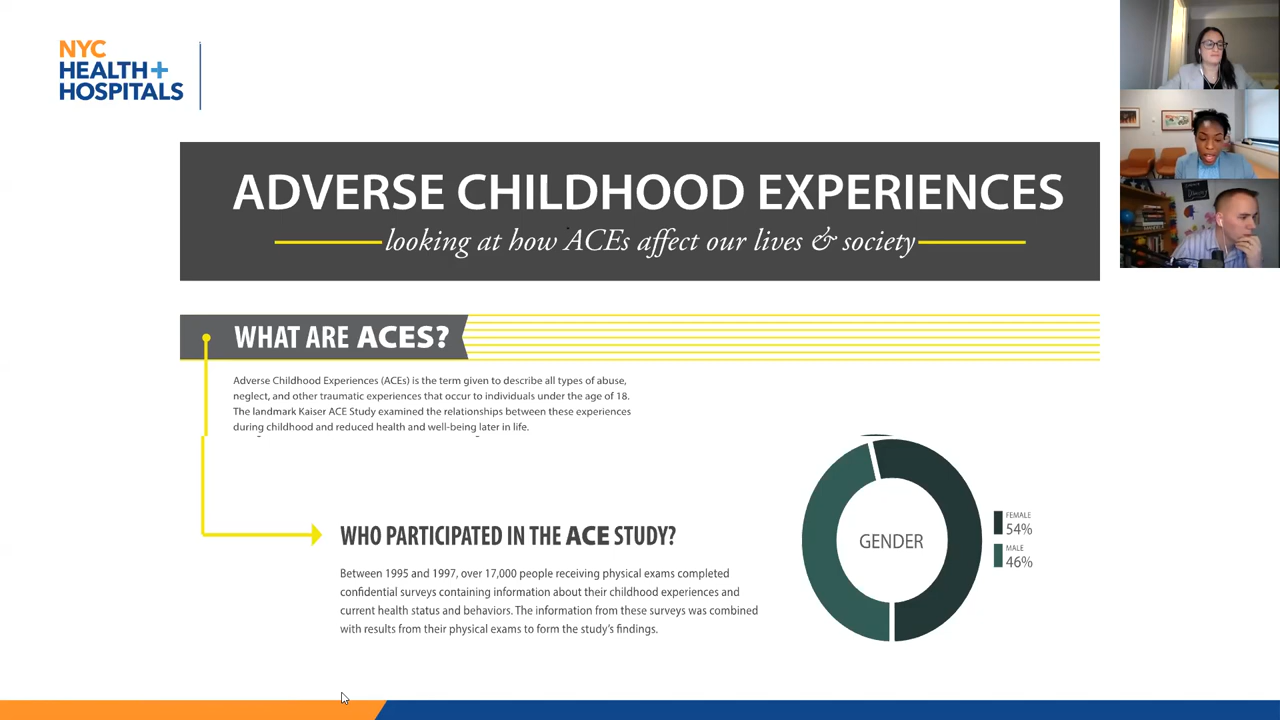 NYC
HEALTH+
HOSPITALS
ADVERSE CHILDHOOD EXPERIENCES
looking at how ACEs affect our lives & society
WHAT ARE ACES?
Adverse Childhood Experiences (ACEs) is the term given to describe all types of abuse,
neglect, and other traumatic experiences that occur to individuals under the age of 18.
The landmark Kaiser ACE Study examined the relationships between these experiences
during childhood and reduced health and well-being later in life.
WHO PARTICIPATED IN THE ACE STUDY?
Between 1995 and 1997, over 17,000 people receiving physical exams completed
confidential surveys containing information about their childhood experiences and
current health status and behaviors. The information from these surveys was combined
with results from their physical exams to form the study's findings.
GENDER
FEMALE
54%
MALE
46%